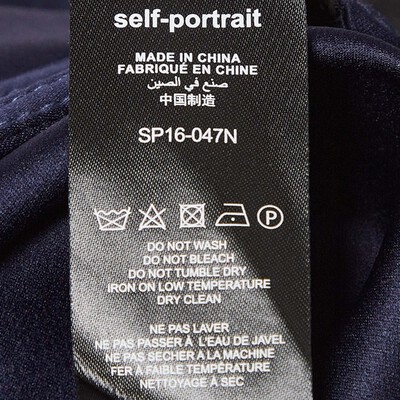 self-portrait
MADE IN CHINA
FABRIQUÉ EN CHINE
صنع في الصين
中国制造
SP16-047N
P
DO NOT WASH
DO NOT BLEACH
DO NOT TUMBLE DRY
IRON ON LOW TEMPERATURE
DRY CLEAN
NE PAS LAVER
NE PAS PASSER À L'EAU DE JAVEL
NE PAS SECHER A LA MACHINE
FER À FAIBLE TEMPÉRATURE
NETTOYAGE À SEC